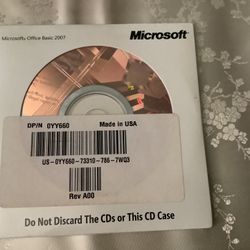 Microsoft® Office Basic 2007
Microsoft
DP/N 0YY660 Made in USA
US-0YY660-73310-786-7W03
Rev A00
Do Not Discard The CDs or This CD Case